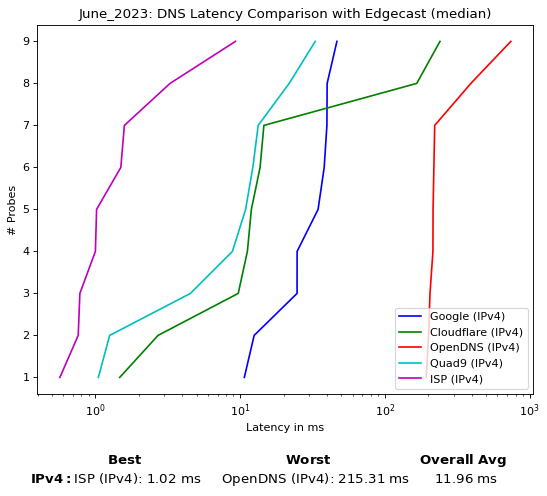 June_2023: DNS Latency Comparison with Edgecast (median)
# Probes
9
8
7
6
5
4
3
2
1
Google (IPv4)
Cloudflare (IPv4)
OpenDNS (IPv4)
Quad9 (IPv4)
ISP (IPv4)
10⁰ 10¹ 10² 10³
Latency in ms
Best Worst Overall Avg
IPv4: ISP (IPv4): 1.02 ms OpenDNS (IPv4): 215.31 ms 11.96 ms